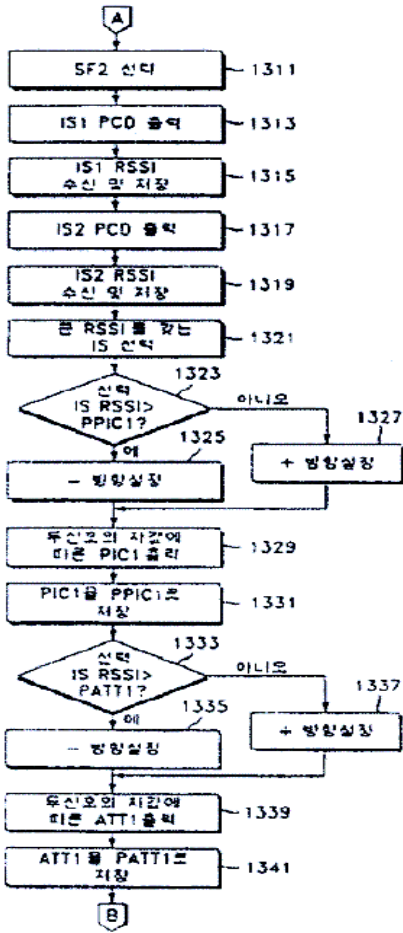 A
SF2 선택
1311
IS1 PCD 출력
1313
IS1 RSSI
수신 및 저장
1315
IS2 PCD 출력
1317
IS2 RSSI
수신 및 저장
1319
큰 RSSI를 갖는
IS 선택
1321
1323
선택
IS RSSI>
PPIC1?
아니오
예
1325
1327
- 방향설정
+ 방향설정
두신호의 차값에
따른 PIC1출력
1329
PIC1을 PPIC1로
저장
1331
1333
선택
IS RSSI>
PATT1?
아니오
예
1335
1337
- 방향설정
+ 방향설정
두신호의 차값에
따른 ATT1출력
1339
ATT1을 PATT1로
저장
1341
B